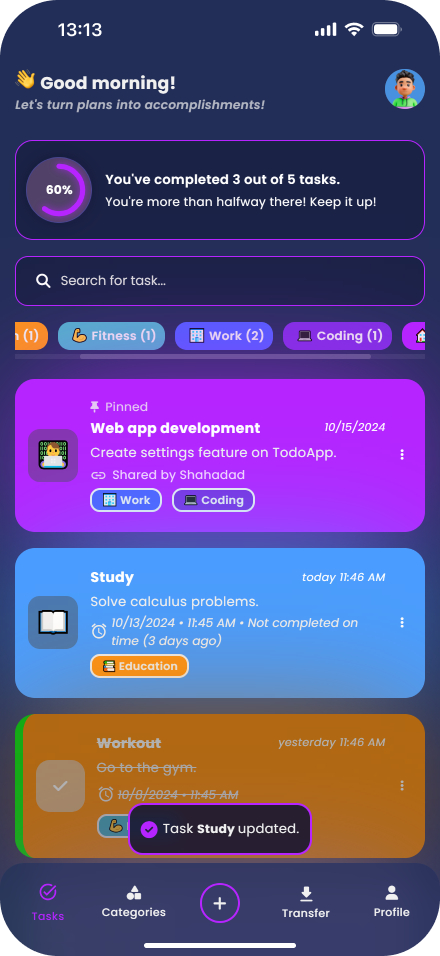 13:13
Good morning!
Let's turn plans into accomplishments!
60%
You've completed 3 out of 5 tasks.
You're more than halfway there! Keep it up!
Search for task...
(1)
Fitness (1)
Work (2)
Coding (1)
Pinned
Web app development
10/15/2024
Create settings feature on TodoApp.
Shared by Shahadad
Work
Coding
Study
today 11:46 AM
Solve calculus problems.
10/13/2024 • 11:45 AM • Not completed on
time (3 days ago)
Education
Workout
yesterday 11:46 AM
Go to the gym.
10/8/2024 • 11:45 AM
Task Study updated.
Tasks
Categories
Transfer
Profile